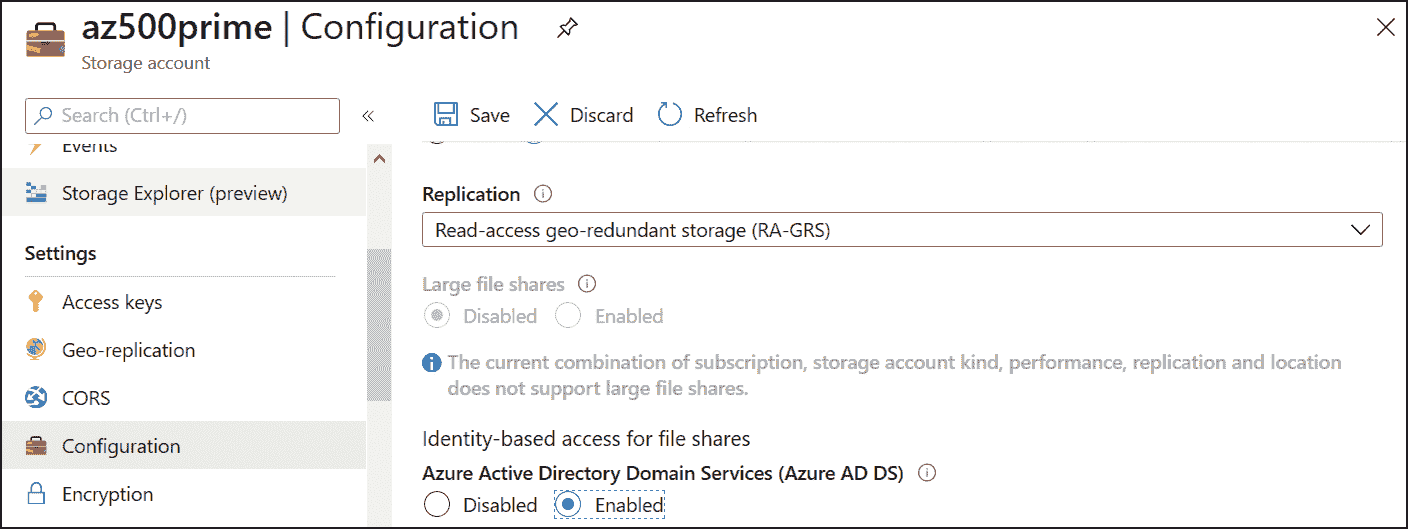 az500prime | Configuration
Storage account
Search (Ctrl+/)
«
Save
Discard
Refresh
Events
Storage Explorer (preview)
Settings
Access keys
Geo-replication
CORS
Configuration
Encryption
Replication
Read-access geo-redundant storage (RA-GRS)
Large file shares
Disabled
Enabled
The current combination of subscription, storage account kind, performance, replication and location
does not support large file shares.
Identity-based access for file shares
Azure Active Directory Domain Services (Azure AD DS)
Disabled
Enabled